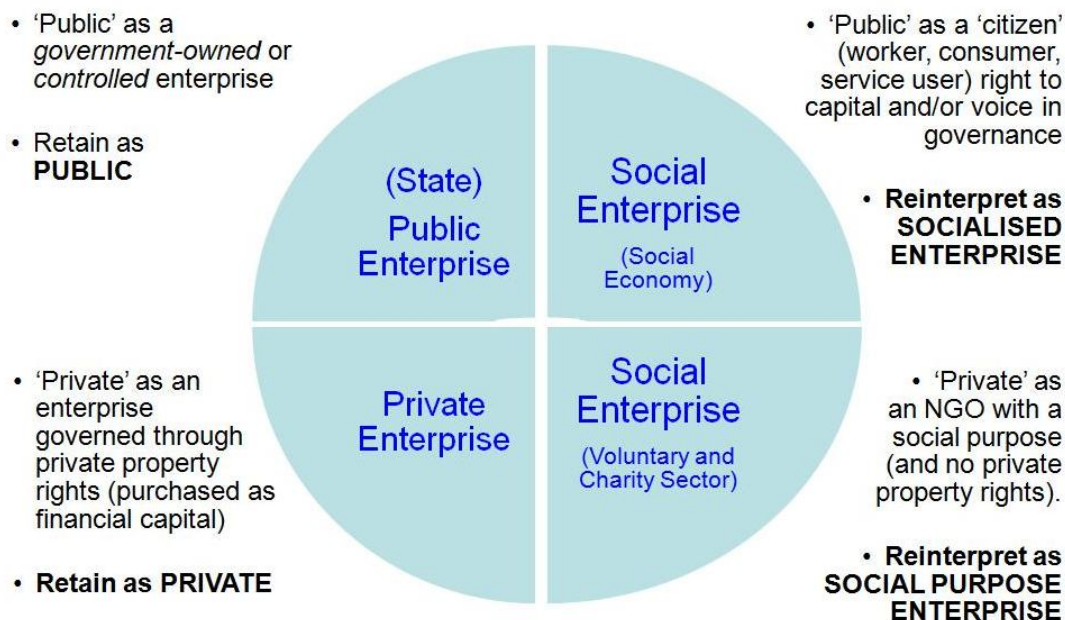 • ‘Public’ as a
government-owned or
controlled enterprise
• Retain as
PUBLIC
(State)
Public
Enterprise
Social
Enterprise
(Social
Economy)
• ‘Public’ as a ‘citizen’
(worker, consumer,
service user) right to
capital and/or voice in
governance
• Reinterpret as
SOCIALISED
ENTERPRISE
• ‘Private’ as an
enterprise
governed through
private property
rights (purchased as
financial capital)
• Retain as PRIVATE
Private
Enterprise
Social
Enterprise
(Voluntary and
Charity Sector)
• ‘Private’ as
an NGO with a
social purpose
(and no private
property rights).
• Reinterpret as
SOCIAL PURPOSE
ENTERPRISE